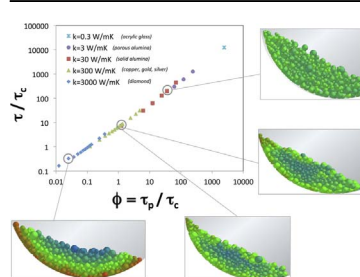 100000
10000
1000
100
10
1
0.1
τ/τc
k=0.3 W/mK (acrylic glass)
k=3 W/mK (porous alumina)
k=30 W/mK (solid alumina)
k=300 W/mK (copper, gold, silver)
k=3000 W/mK (diamond)
0.01 0.1 1 10 100 1000 10000
ϕ = τp/τc